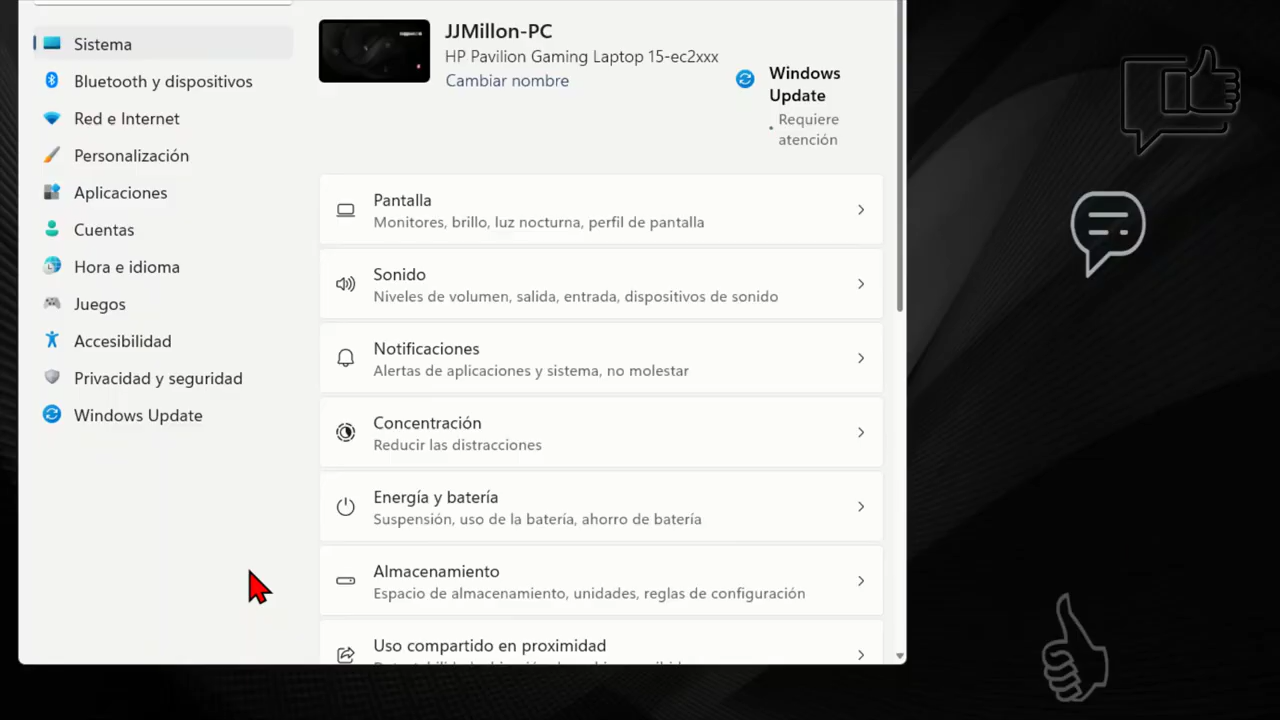 Sistema
Bluetooth y dispositivos
Red e Internet
Personalización
Aplicaciones
Cuentas
Hora e idioma
Juegos
Accesibilidad
Privacidad y seguridad
Windows Update
JJMillon-PC
HP Pavilion Gaming Laptop 15-ec2xxx
Cambiar nombre
Windows
Update
• Requiere
atención
Pantalla
Monitores, brillo, luz nocturna, perfil de pantalla
Sonido
Niveles de volumen, salida, entrada, dispositivos de sonido
Notificaciones
Alertas de aplicaciones y sistema, no molestar
Concentración
Reducir las distracciones
Energía y batería
Suspensión, uso de la batería, ahorro de batería
Almacenamiento
Espacio de almacenamiento, unidades, reglas de configuración
Uso compartido en proximidad